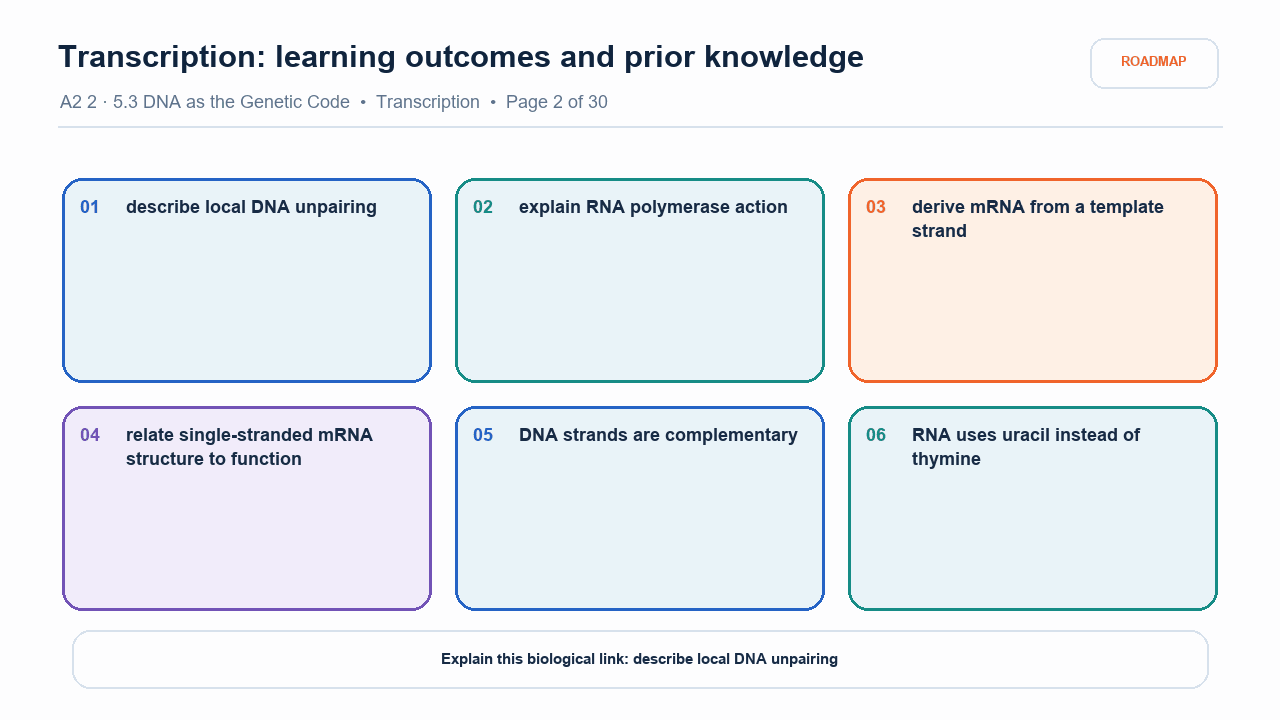 Transcription: learning outcomes and prior knowledge
ROADMAP
A2 2 · 5.3 DNA as the Genetic Code • Transcription • Page 2 of 30
01 describe local DNA unpairing
02 explain RNA polymerase action
03 derive mRNA from a template
strand
04 relate single-stranded mRNA
structure to function
05 DNA strands are complementary
06 RNA uses uracil instead of
thymine
Explain this biological link: describe local DNA unpairing